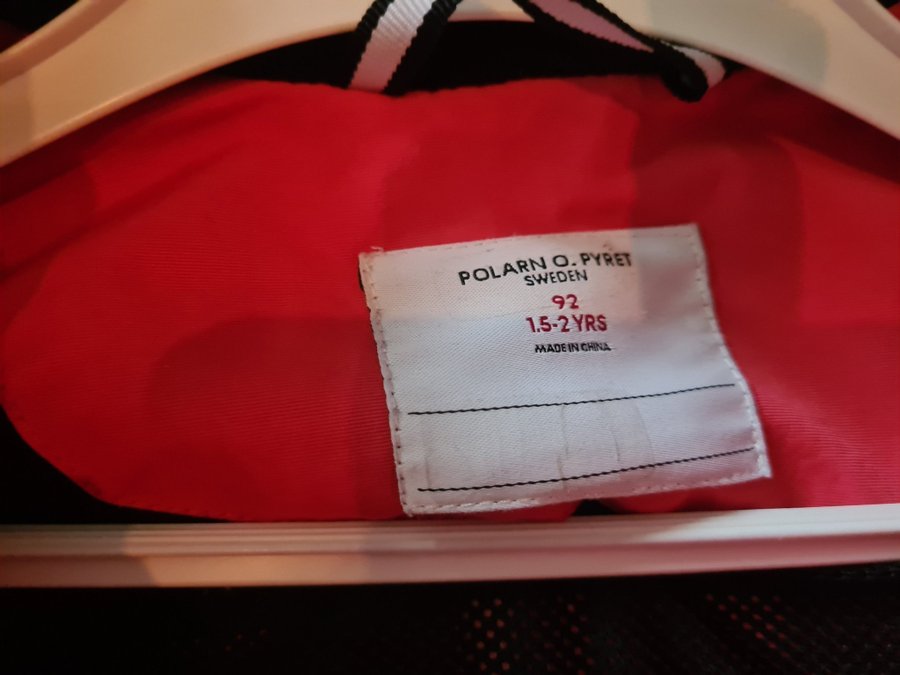 POLARN O. PYRET
SWEDEN
92
1.5-2 YRS
MADE IN CHINA